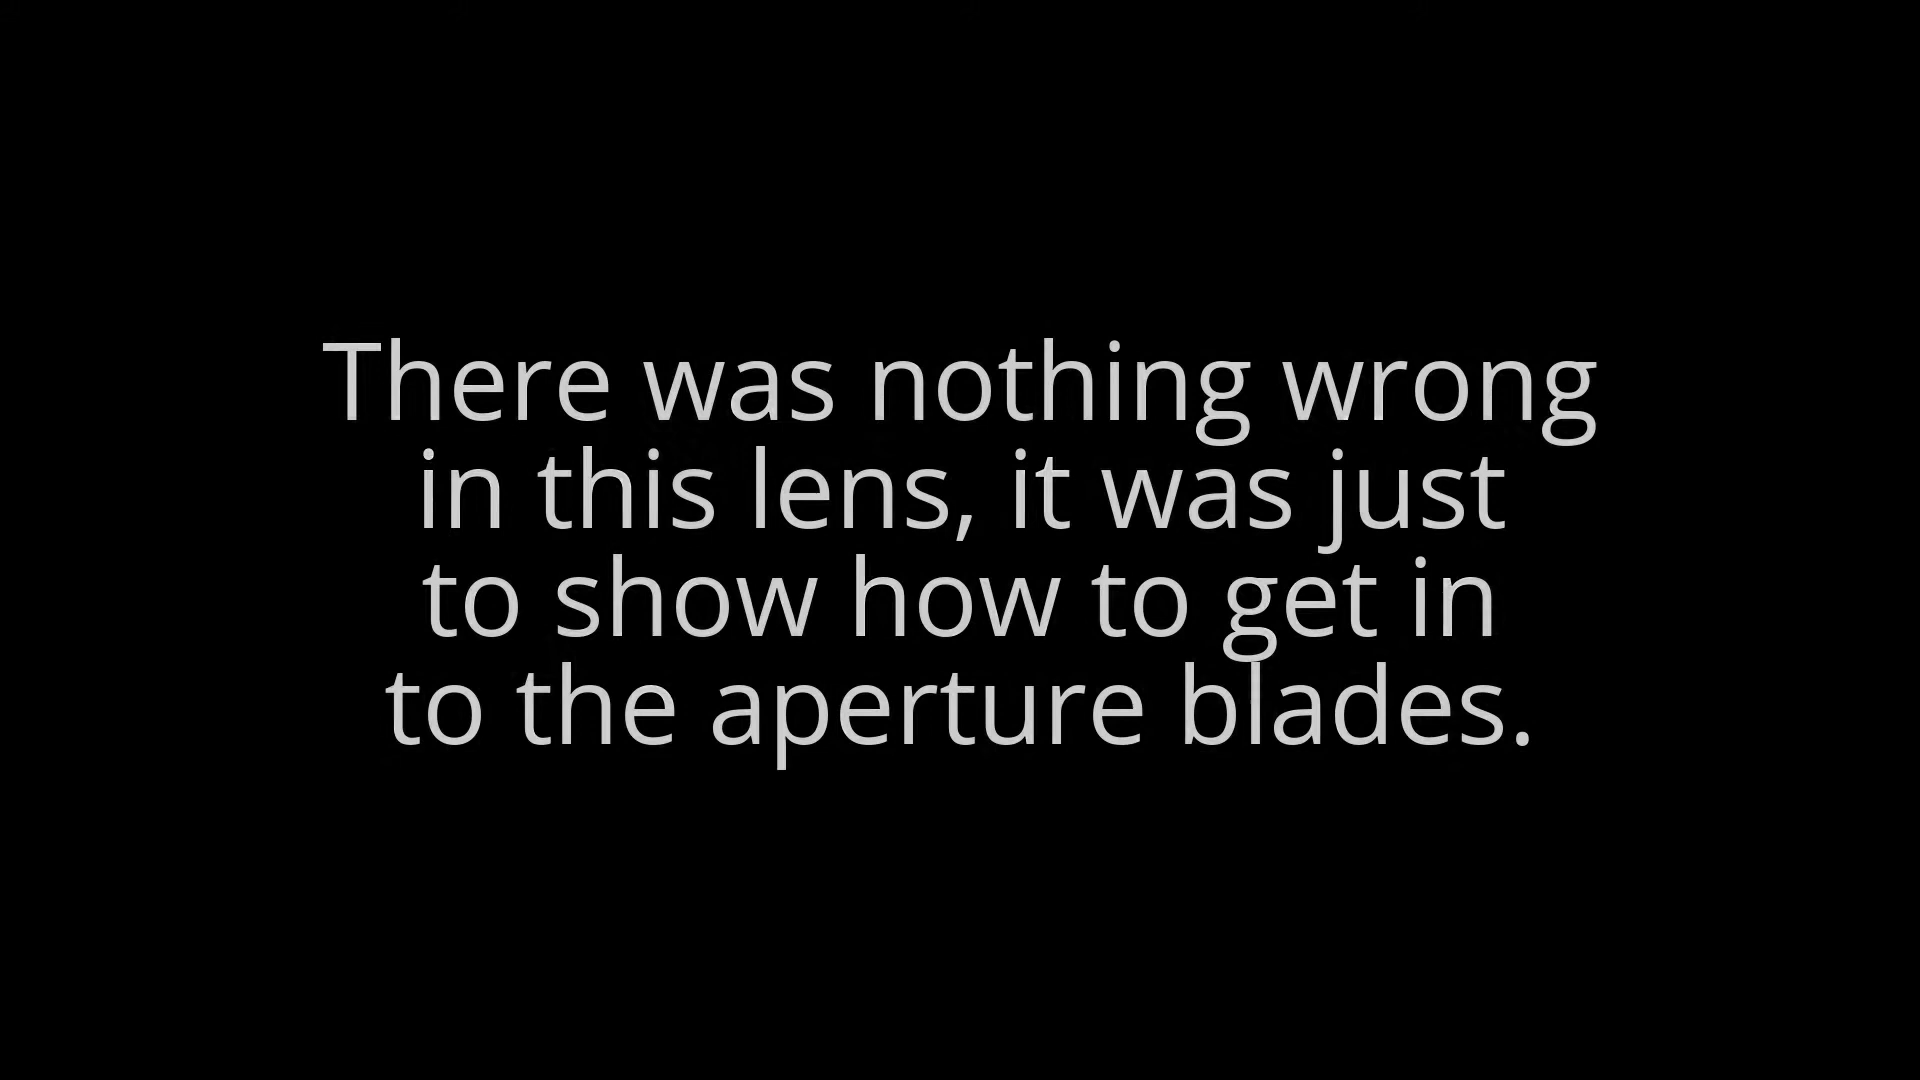 There was nothing wrong
in this lens, it was just
to show how to get in
to the aperture blades.